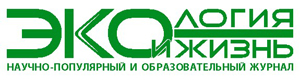 ЭКОЛОГИЯ
И ЖИЗНЬ
НАУЧНО-ПОПУЛЯРНЫЙ И ОБРАЗОВАТЕЛЬНЫЙ ЖУРНАЛ